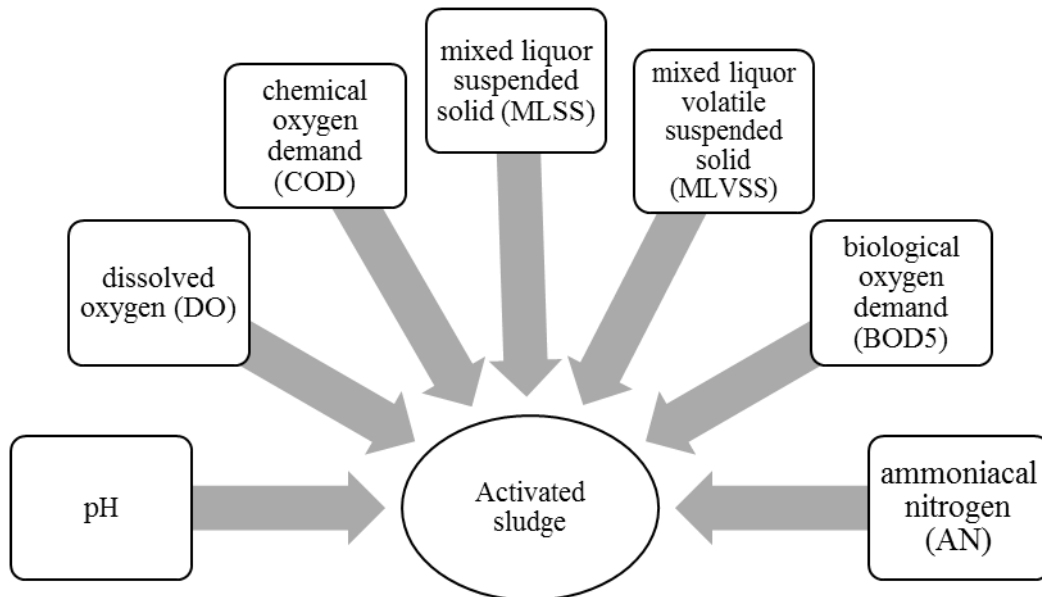 mixed liquor
suspended
solid (MLSS)
mixed liquor
volatile
suspended
solid
(MLVSS)
chemical
oxygen
demand
(COD)
biological
oxygen
demand
(BOD5)
dissolved
oxygen (DO)
pH
Activated
sludge
ammoniacal
nitrogen
(AN)